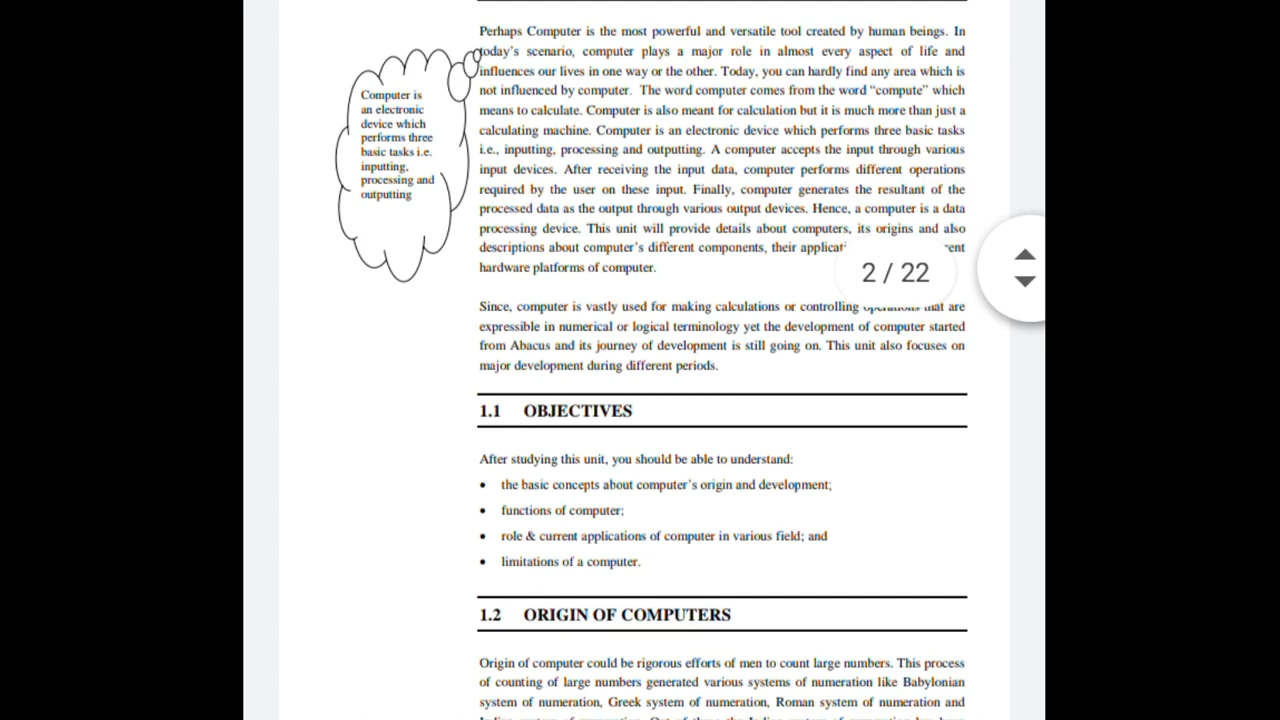 Perhaps Computer is the most powerful and versatile tool created by human beings. In
today's scenario, computer plays a major role in almost every aspect of life and
influences our lives in one way or the other. Today, you can hardly find any area which is
not influenced by computer. The word computer comes from the word “compute” which
means to calculate. Computer is also meant for calculation but it is much more than just a
calculating machine. Computer is an electronic device which performs three basic tasks
i.e., inputting, processing and outputting. A computer accepts the input through various
input devices. After receiving the input data, computer performs different operations
required by the user on these input. Finally, computer generates the resultant of the
processed data as the output through various output devices. Hence, a computer is a data
processing device. This unit will provide details about computers, its origins and also
descriptions about computer's different components, their
hardware platforms of computer.
Computer is
an electronic
device which
performs three
basic tasks i.e.
inputting,
processing and
outputting
2 / 22
Since, computer is vastly used for making calculations or controlling that are
expressible in numerical or logical terminology yet the development of computer started
from Abacus and its journey of development is still going on. This unit also focuses on
major development during different periods.
1.1 OBJECTIVES
After studying this unit, you should be able to understand:
• the basic concepts about computer's origin and development;
• functions of computer;
• role & current applications of computer in various field; and
• limitations of a computer.
1.2 ORIGIN OF COMPUTERS
Origin of computer could be rigorous efforts of men to count large numbers. This process
of counting of large numbers generated various systems of numeration like Babylonian
system of numeration, Greek system of numeration, Roman system of numeration and